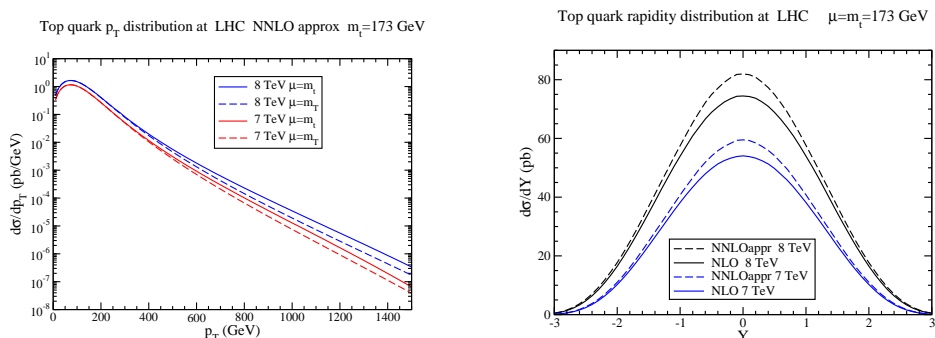 Top quark p_T distribution at LHC NNLO approx m_t=173 GeV
10^1
10^0
10^-1
10^-2
10^-3
10^-4
10^-5
10^-6
10^-7
10^-8
dσ/dp_T (pb/GeV)
8 TeV μ=m_t
8 TeV μ=m_T
7 TeV μ=m_t
7 TeV μ=m_T
0 200 400 600 800 1000 1200 1400
p_T (GeV)
Top quark rapidity distribution at LHC μ=m_t=173 GeV
80
60
40
20
0
dσ/dY (pb)
NNLOappr 8 TeV
NLO 8 TeV
NNLOappr 7 TeV
NLO 7 TeV
-3 -2 -1 0 1 2 3
Y